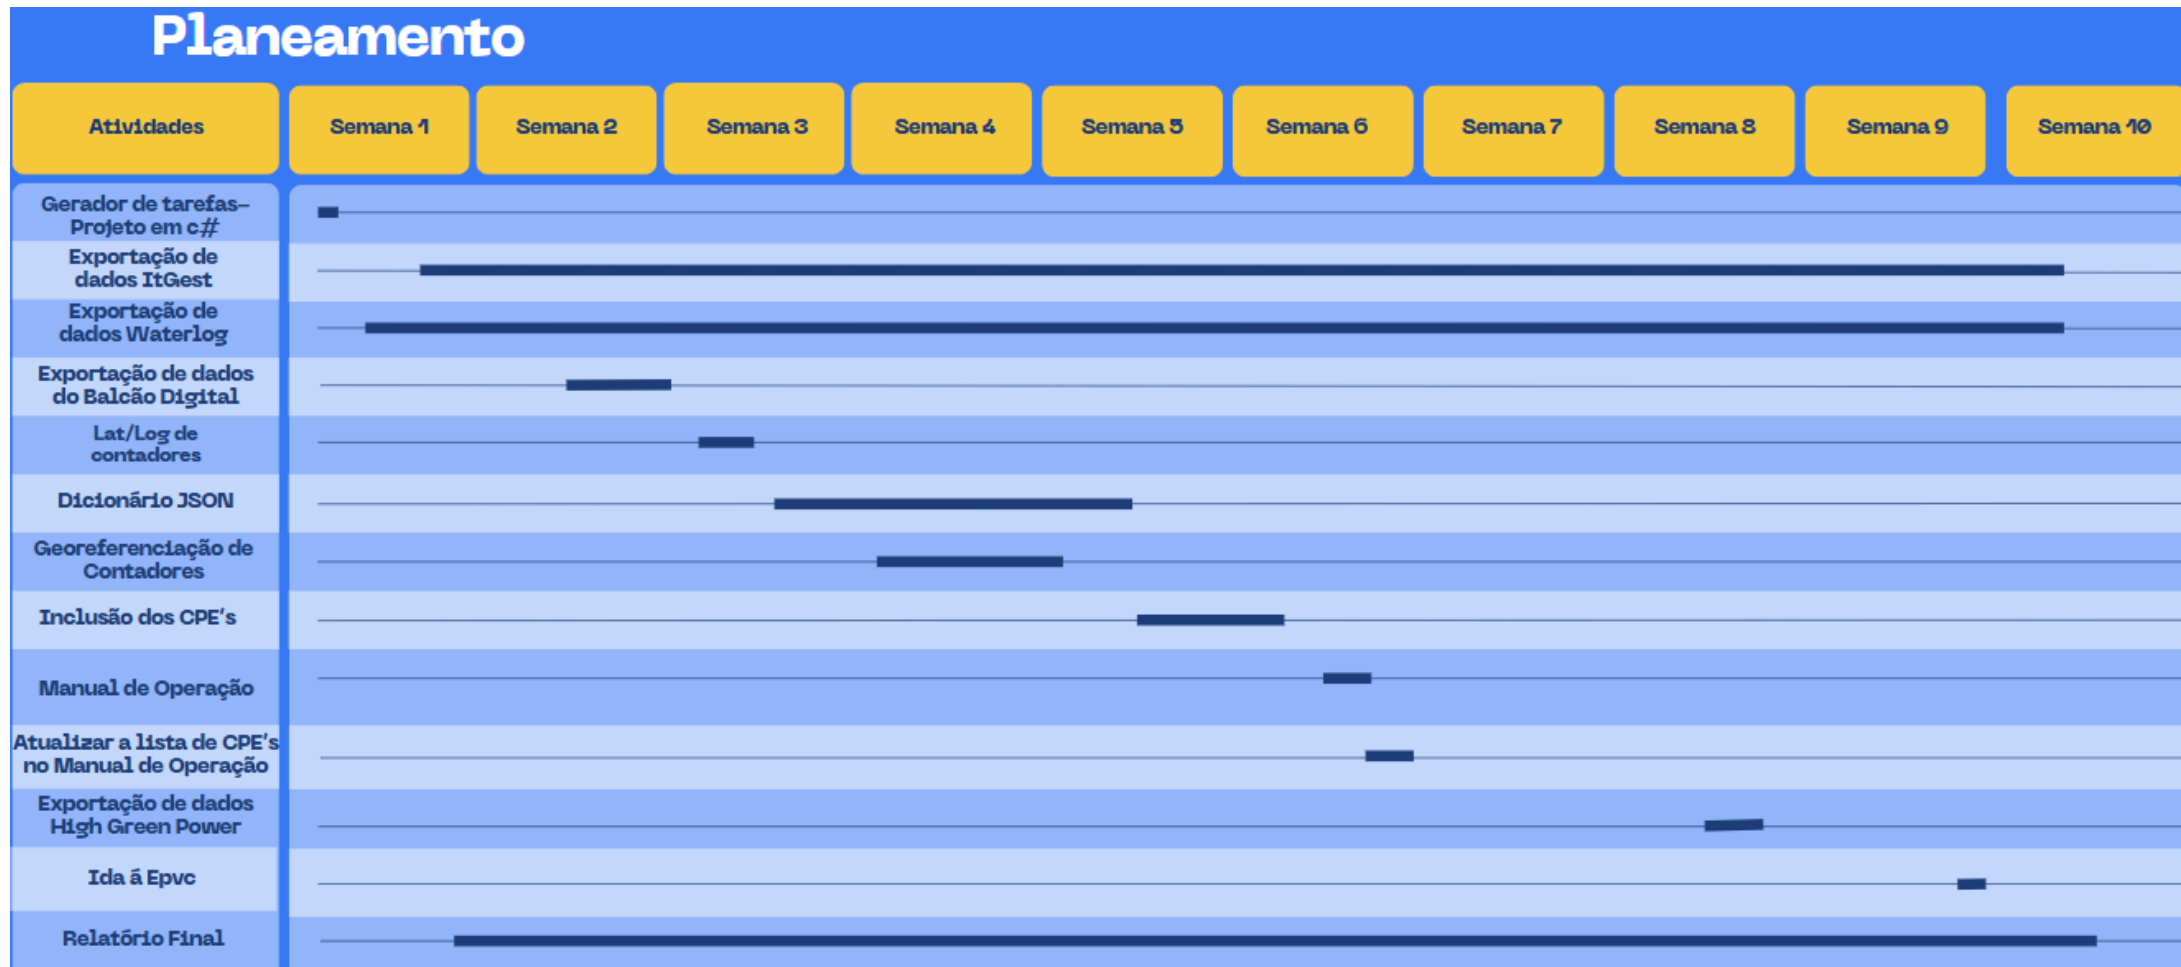 Planeamento
Atividades
Semana 1
Semana 2
Semana 3
Semana 4
Semana 5
Semana 6
Semana 7
Semana 8
Semana 9
Semana 10
Gerador de tarefas-
Projeto em c#
Exportação de
dados ItGest
Exportação de
dados Waterlog
Exportação de dados
do Balcão Digital
Lat/Log de
contadores
Dicionário JSON
Georeferenciação de
Contadores
Inclusão dos CPE's
Manual de Operação
Atualizar a lista de CPE's
no Manual de Operação
Exportação de dados
High Green Power
Ida á Epvc
Relatório Final